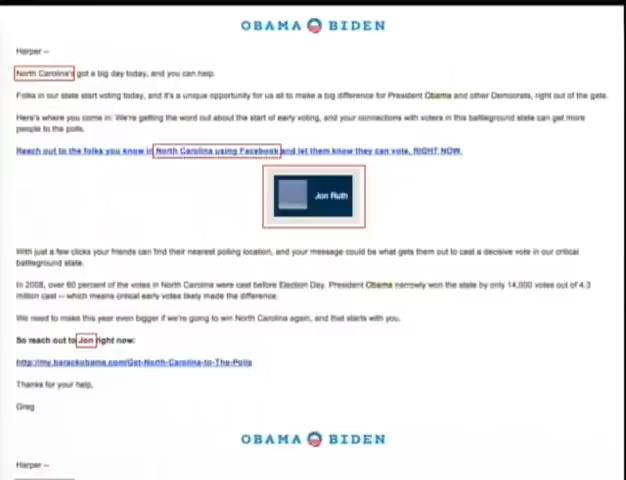 OBAMA BIDEN
Harper --
North Carolina's got a big day today, and you can help.
Folks in our state start voting today, and it's a unique opportunity for us all to make a big difference for President Obama and other Democrats, right out of the gate.
Here's where you come in: We're getting the word out about the start of early voting, and your connections with voters in this battleground state can get more
people to the polls.
Reach out to the folks you know in North Carolina using Facebook and let them know they can vote, RIGHT NOW.
Jon Ruth
With just a few clicks your friends can find their nearest polling location, and your message could be what gets them out to cast a decisive vote in our critical
battleground state.
In 2008, over 60 percent of the votes in North Carolina were cast before Election Day. President Obama narrowly won the state by only 14,000 votes out of 4.3
million cast -- which means critical early votes likely made the difference.
We need to make this year even bigger if we're going to win North Carolina again, and that starts with you.
So reach out to Jon right now:
http://my.barackobama.com/Get-North-Carolina-to-The-Polls
Thanks for your help,
Greg
OBAMA BIDEN
Harper --